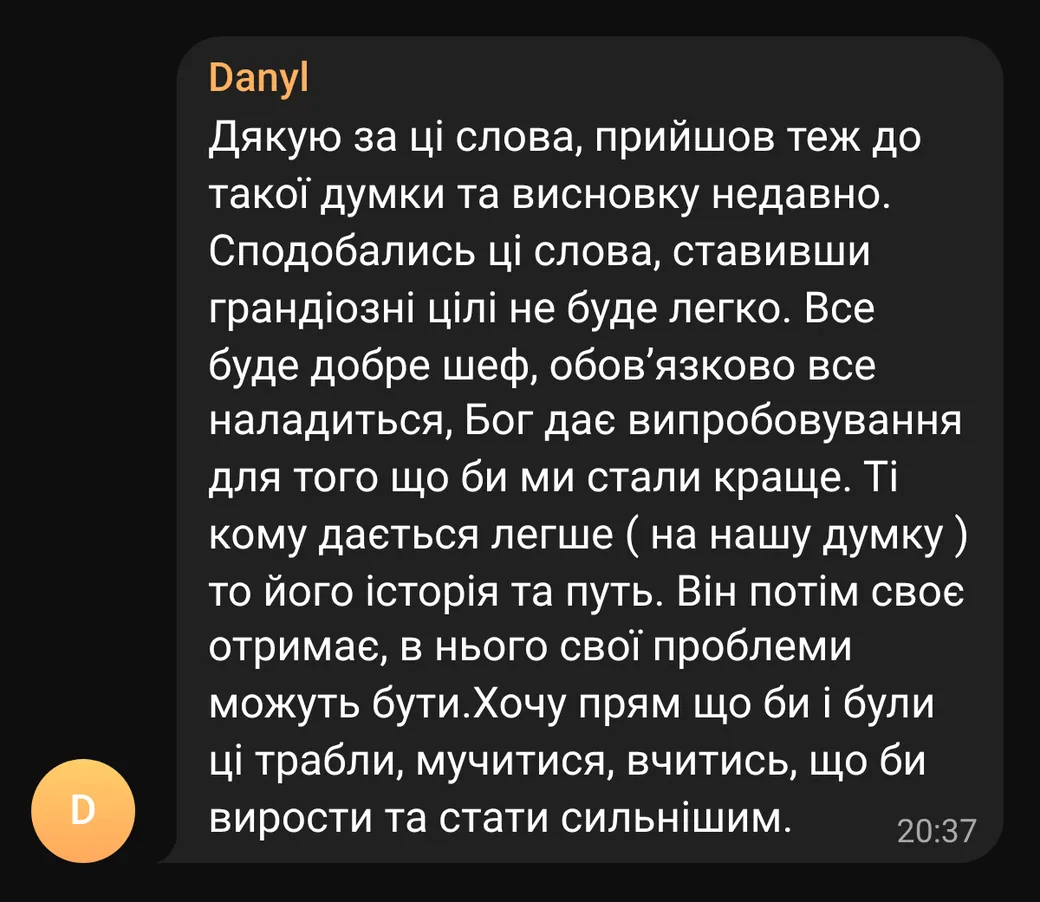 Danyl
Дякую за ці слова, прийшов теж до
такої думки та висновку недавно.
Сподобались ці слова, ставивши
грандіозні цілі не буде легко. Все
буде добре шеф, обов’язково все
наладиться, Бог дає випробовування
для того що би ми стали краще. Ті
кому дається легше ( на нашу думку )
то його історія та путь. Він потім своє
отримає, в нього свої проблеми
можуть бути.Хочу прям що би і були
ці трабли, мучитися, вчитись, що би
вирости та стати сильнішим.
20:37
D